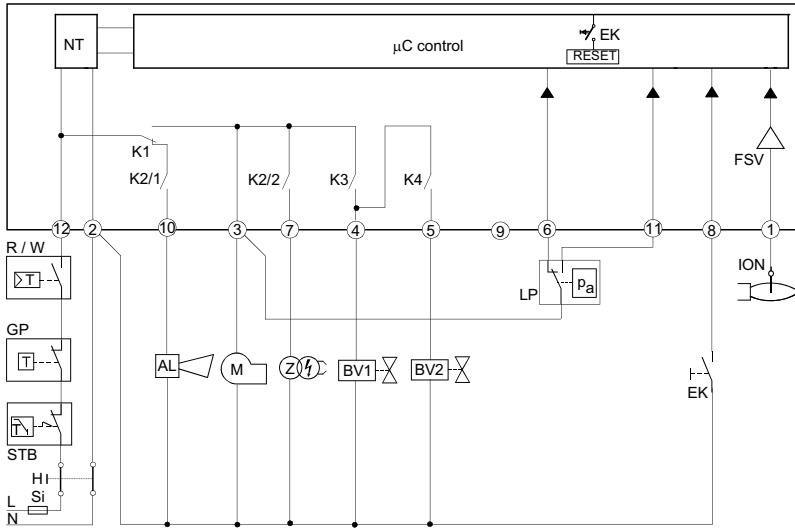 NT
µC control
EK
RESET
K1
K2/1
K2/2
K3
K4
FSV
12
2
10
3
7
4
5
9
6
11
8
1
R / W
T
LP
pa
ION
GP
T
AL
M
Z
BV1
BV2
EK
T
STB
H
Si
L
N